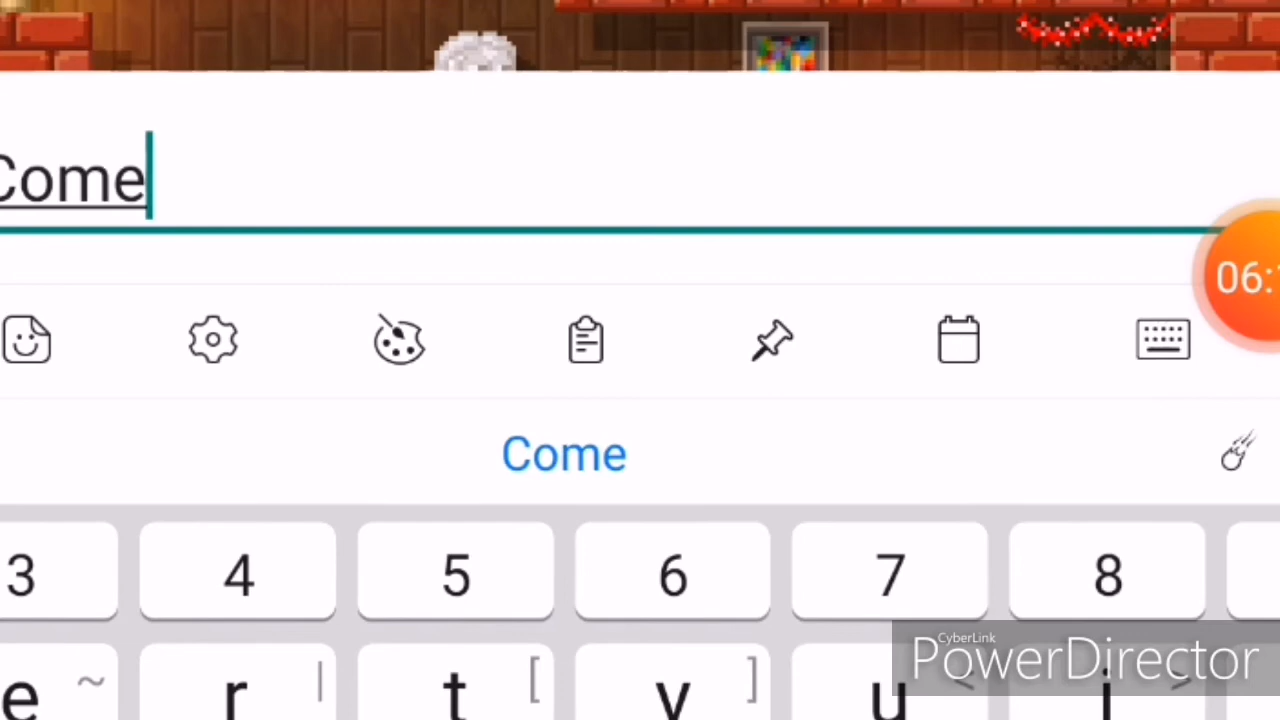 Come
06:
Come
3 4 5 6 7 8
e ~ r | t [ y ] u < i >
CyberLink
PowerDirector